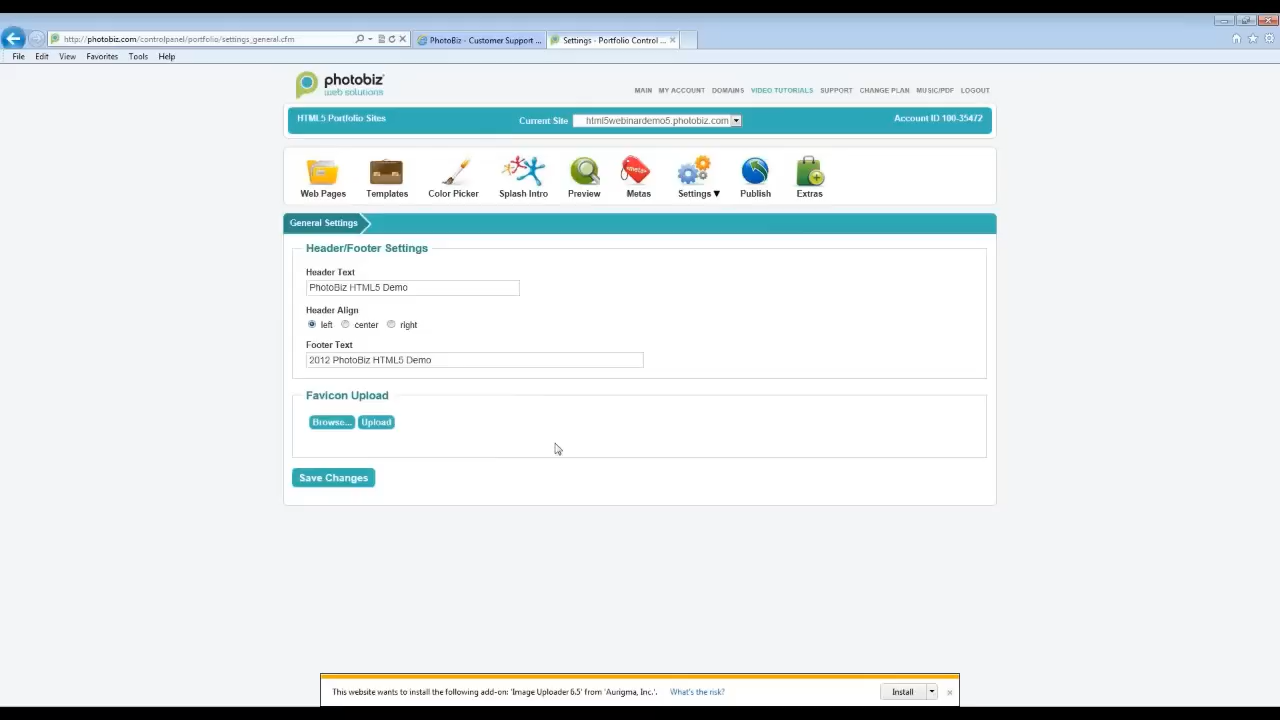 http://photobiz.com/controlpanel/portfolio/settings_general.cfm
PhotoBiz - Customer Support ...
Settings - Portfolio Control ...
File Edit View Favorites Tools Help
photobiz
web solutions
MAIN MY ACCOUNT DOMAINS VIDEO TUTORIALS SUPPORT CHANGE PLAN MUSIC/PDF LOGOUT
HTML5 Portfolio Sites Current Site html5webinardemo5.photobiz.com Account ID 100-35472
Web Pages Templates Color Picker Splash Intro Preview Metas Settings ▼ Publish Extras
General Settings
Header/Footer Settings
Header Text
PhotoBiz HTML5 Demo
Header Align
left center right
Footer Text
2012 PhotoBiz HTML5 Demo
Favicon Upload
Browse... Upload
Save Changes
This website wants to install the following add-on: 'Image Uploader 6.5' from 'Aurigma, Inc.'. What's the risk? Install